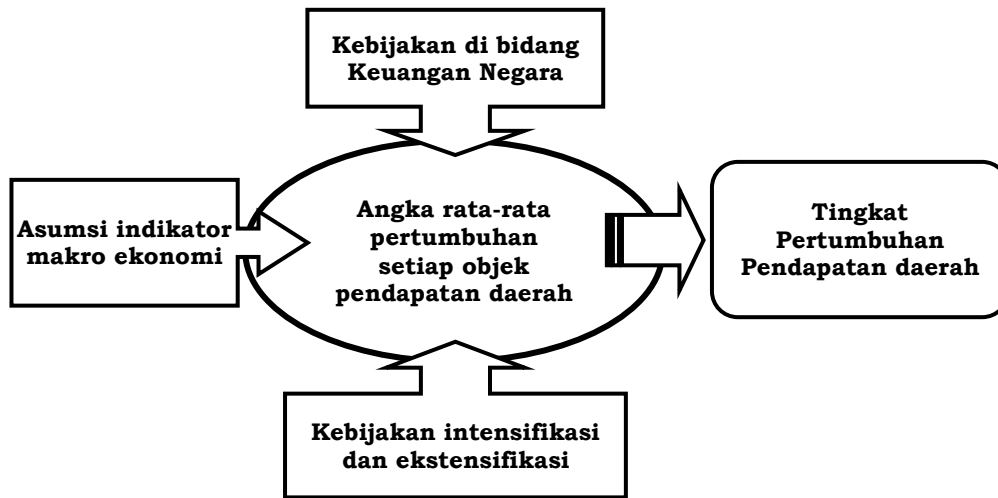 Kebijakan di bidang
Keuangan Negara
Asumsi indikator
makro ekonomi
Angka rata-rata
pertumbuhan
setiap objek
pendapatan daerah
Tingkat
Pertumbuhan
Pendapatan daerah
Kebijakan intensifikasi
dan ekstensifikasi